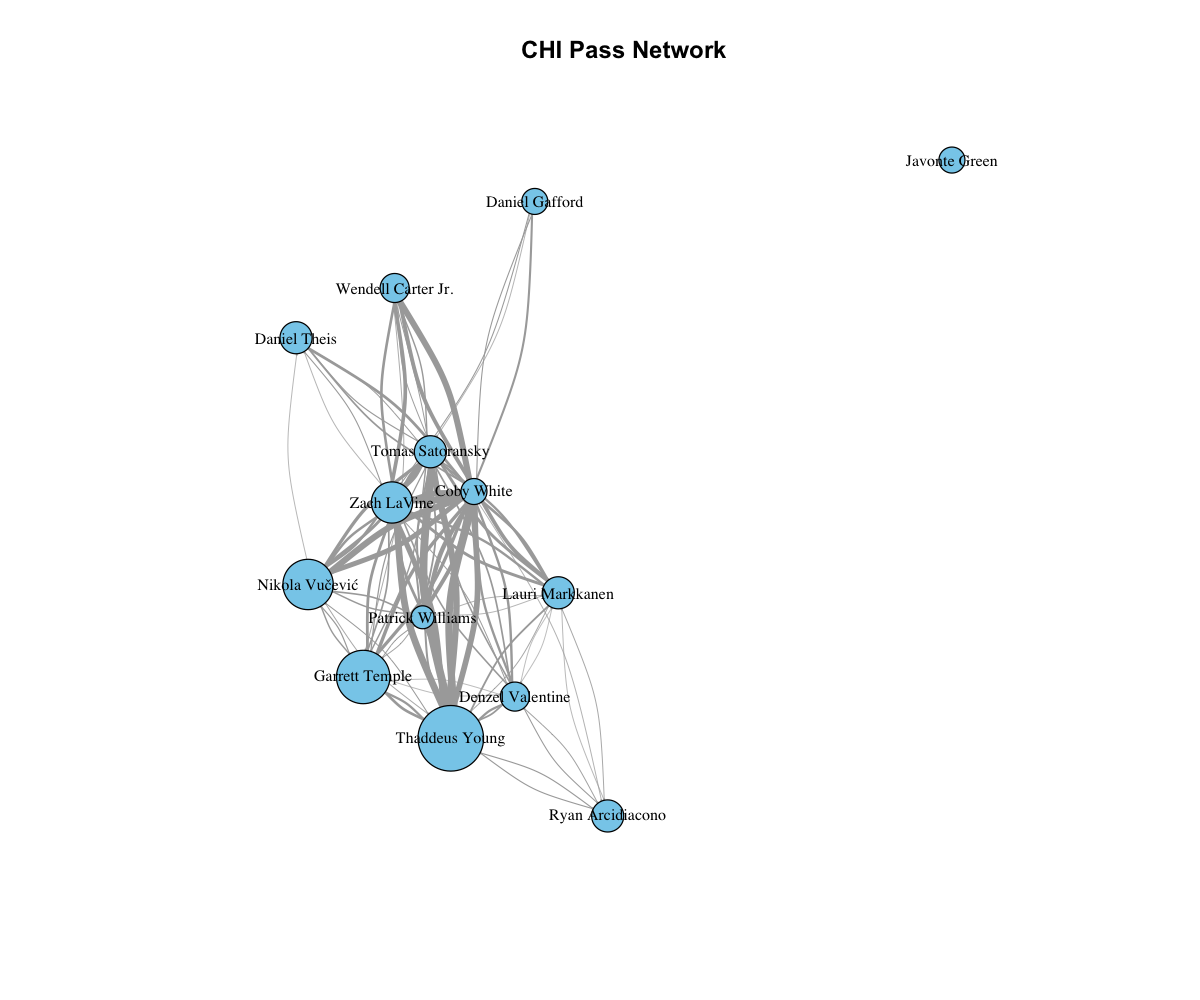 CHI Pass Network
Javonte Green
Daniel Gafford
Wendell Carter Jr.
Daniel Theis
Tomas Satoransky
Coby White
Zach LaVine
Nikola Vučević
Lauri Markkanen
Patrick Williams
Garrett Temple
Denzel Valentine
Thaddeus Young
Ryan Arcidiacono